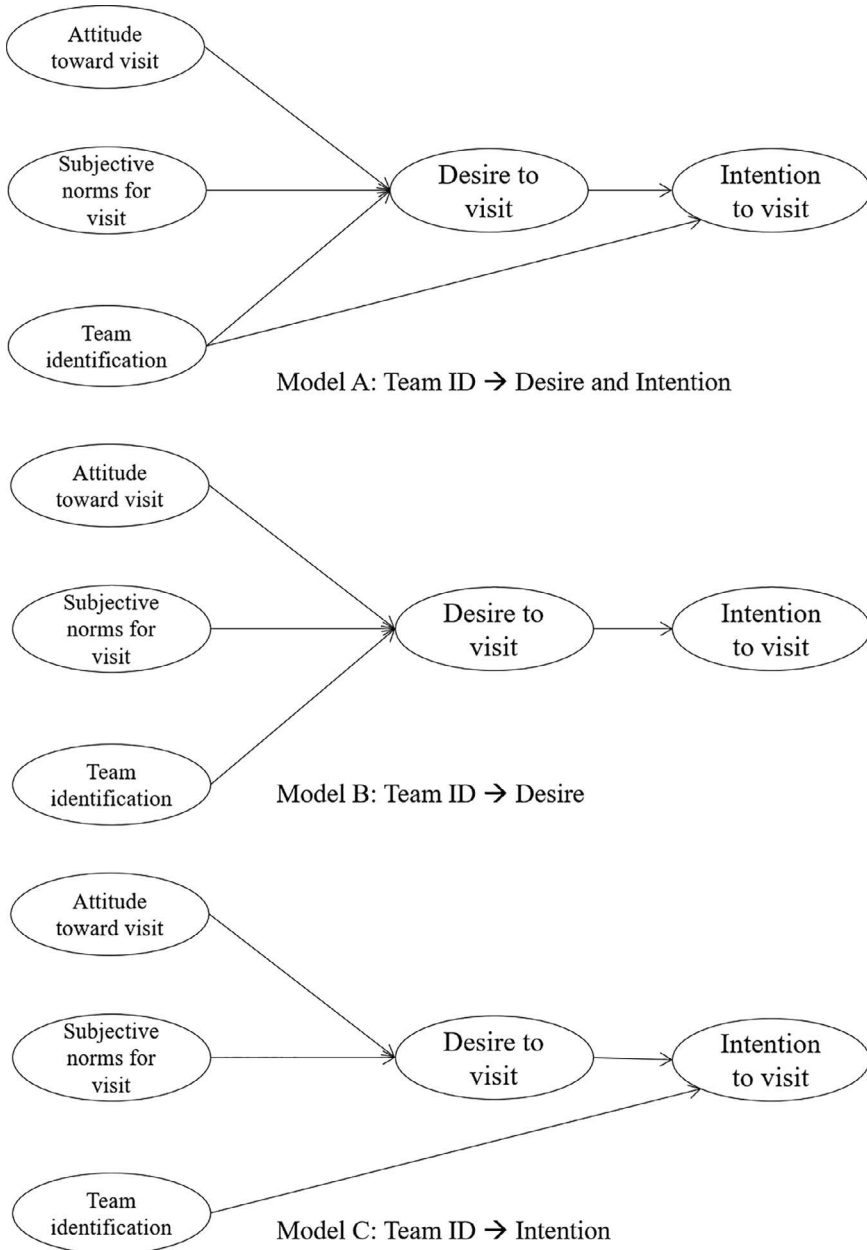 Attitude
toward visit
Subjective
norms for
visit
Desire to
visit
Intention
to visit
Team
identification
Model A: Team ID → Desire and Intention
Attitude
toward visit
Subjective
norms for
visit
Desire to
visit
Intention
to visit
Team
identification
Model B: Team ID → Desire
Attitude
toward visit
Subjective
norms for
visit
Desire to
visit
Intention
to visit
Team
identification
Model C: Team ID → Intention